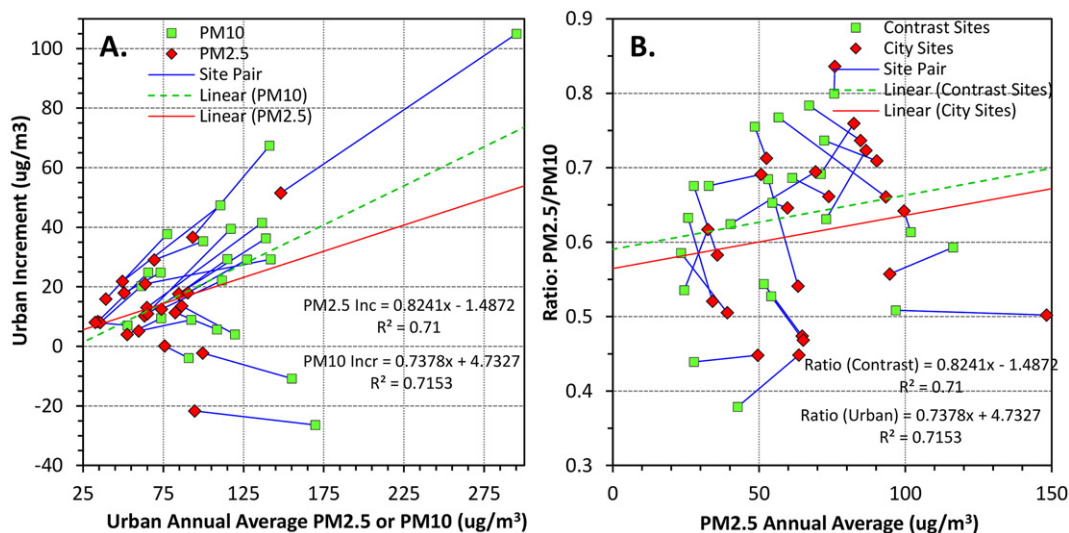 A.
PM10
PM2.5
Site Pair
Linear (PM10)
Linear (PM2.5)
Urban Increment (ug/m3)
100
80
60
40
20
0
-20
-40
PM2.5 Inc = 0.8241x - 1.4872
R² = 0.71
PM10 Incr = 0.7378x + 4.7327
R² = 0.7153
25 75 125 175 225 275
Urban Annual Average PM2.5 or PM10 (ug/m³)
B.
Contrast Sites
City Sites
Site Pair
Linear (Contrast Sites)
Linear (City Sites)
Ratio: PM2.5/PM10
0.9
0.8
0.7
0.6
0.5
0.4
0.3
Ratio (Contrast) = 0.8241x - 1.4872
R² = 0.71
Ratio (Urban) = 0.7378x + 4.7327
R² = 0.7153
0 50 100 150
PM2.5 Annual Average (ug/m³)